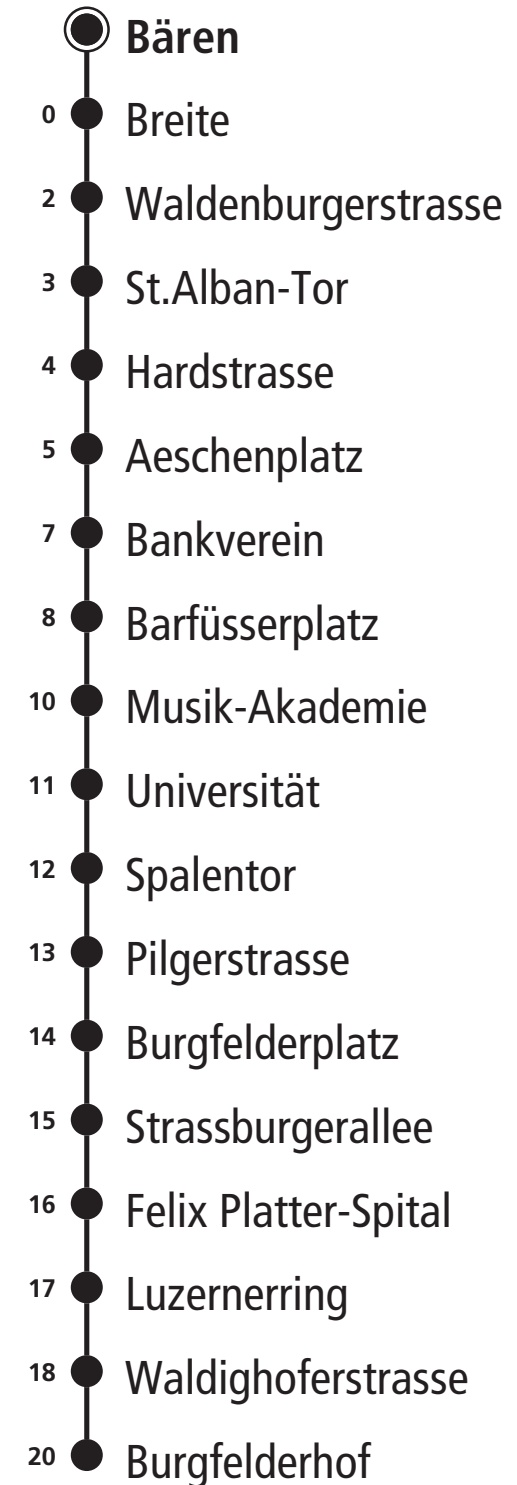 Bären
0 Breite
2 Waldenburgerstrasse
3 St.Alban-Tor
4 Hardstrasse
5 Aeschenplatz
7 Bankverein
8 Barfüsserplatz
10 Musik-Akademie
11 Universität
12 Spalentor
13 Pilgerstrasse
14 Burgfelderplatz
15 Strassburgerallee
16 Felix Platter-Spital
17 Luzernerring
18 Waldighoferstrasse
20 Burgfelderhof